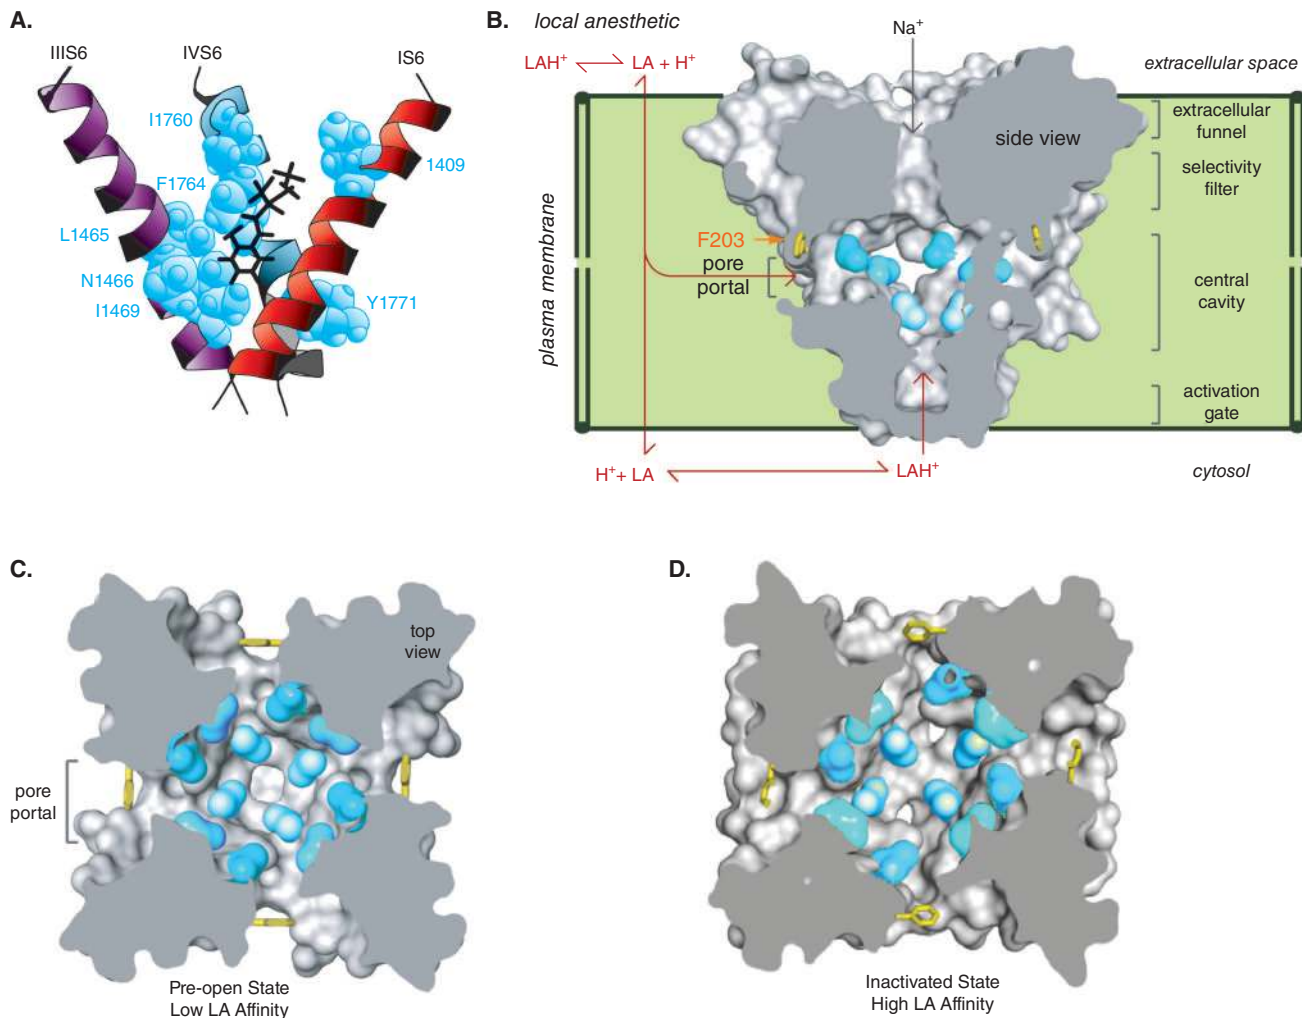 A.
IIIS6
IVS6
IS6
I1760
1409
F1764
L1465
N1466
I1469
Y1771
B.
local anesthetic
Na+
LAH+
LA + H+
extracellular space
extracellular
funnel
side view
selectivity
filter
F203
pore
portal
plasma membrane
central
cavity
activation
gate
H+ + LA
LAH+
cytosol
C.
top
view
pore
portal
Pre-open State
Low LA Affinity
D.
Inactivated State
High LA Affinity